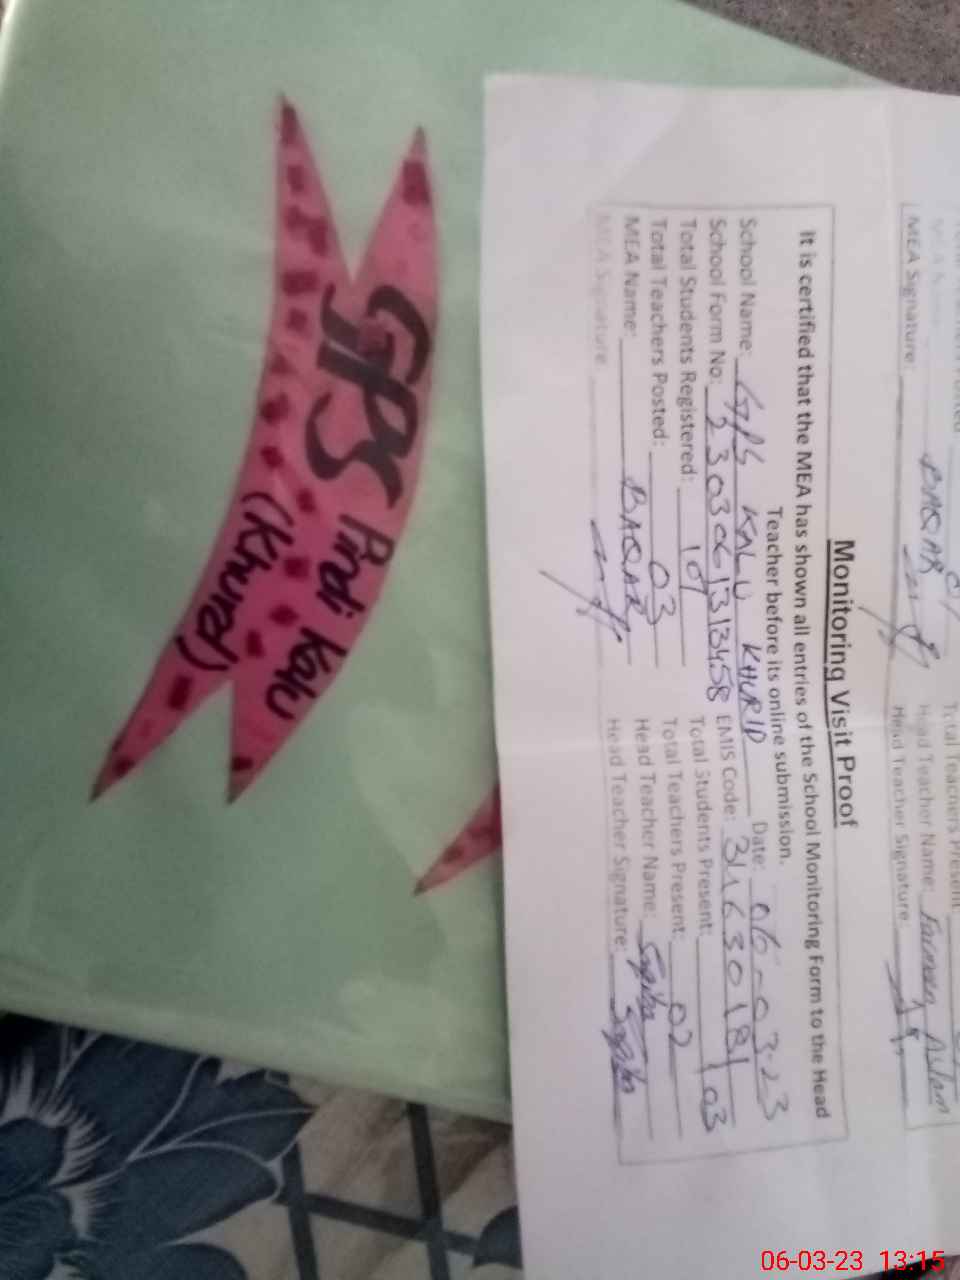 GPS Pindi Kalu
(Khurd)
MEA Signature:
BAQAR
Total Teachers Present:
Head Teacher Name:
Head Teacher Signature:
Monitoring Visit Proof
It is certified that the MEA has shown all entries of the School Monitoring Form to the Head
Teacher before its online submission.
School Name: GPS KALU KHURD Date: 06-03-23
School Form No: EMIS Code:
Total Students Registered: 107 Total Students Present: 103
Total Teachers Posted: 03 Total Teachers Present: 02
MEA Name: BAQAR Head Teacher Name:
MEA Signature: Head Teacher Signature:
06-03-23 13:15